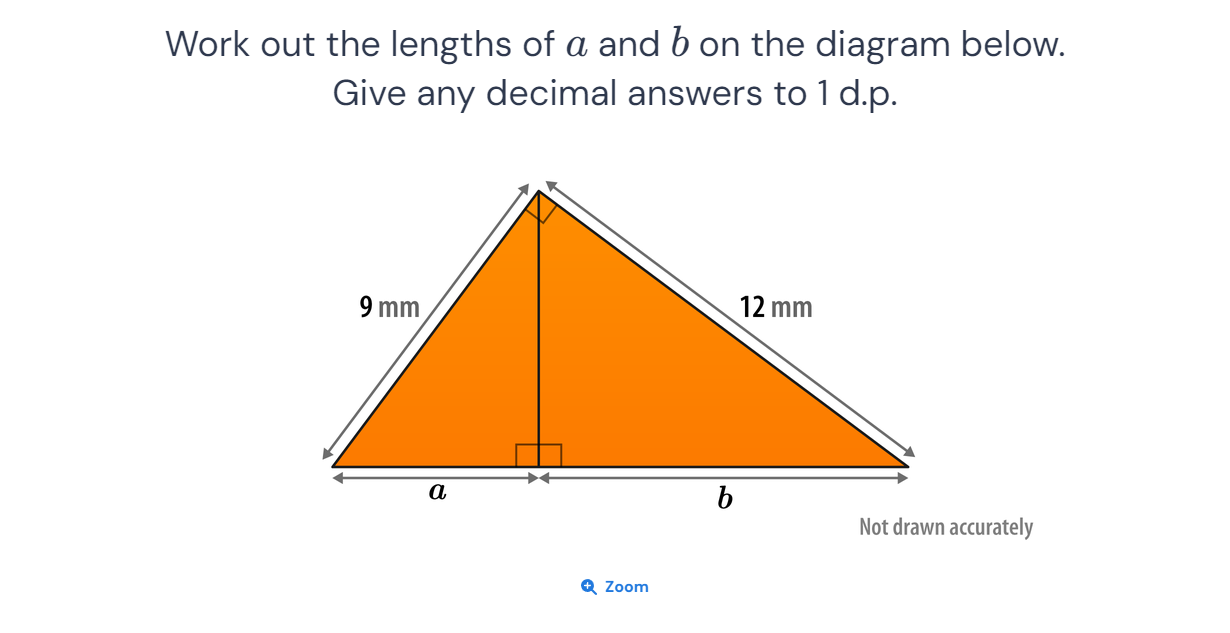 Work out the lengths of a and b on the diagram below.
Give any decimal answers to 1 d.p.
9 mm
12 mm
a
b
Not drawn accurately
Zoom